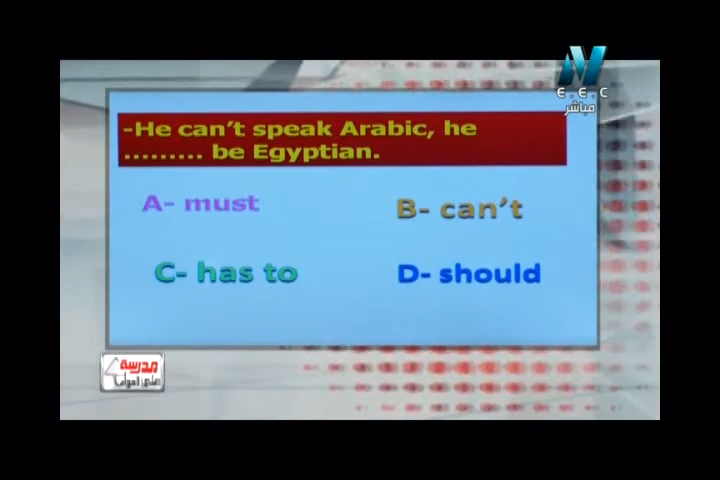 E.E.C
مباشر
-He can't speak Arabic, he
......... be Egyptian.
A- must
B- can't
C- has to
D- should
مدرسة
على الهواء